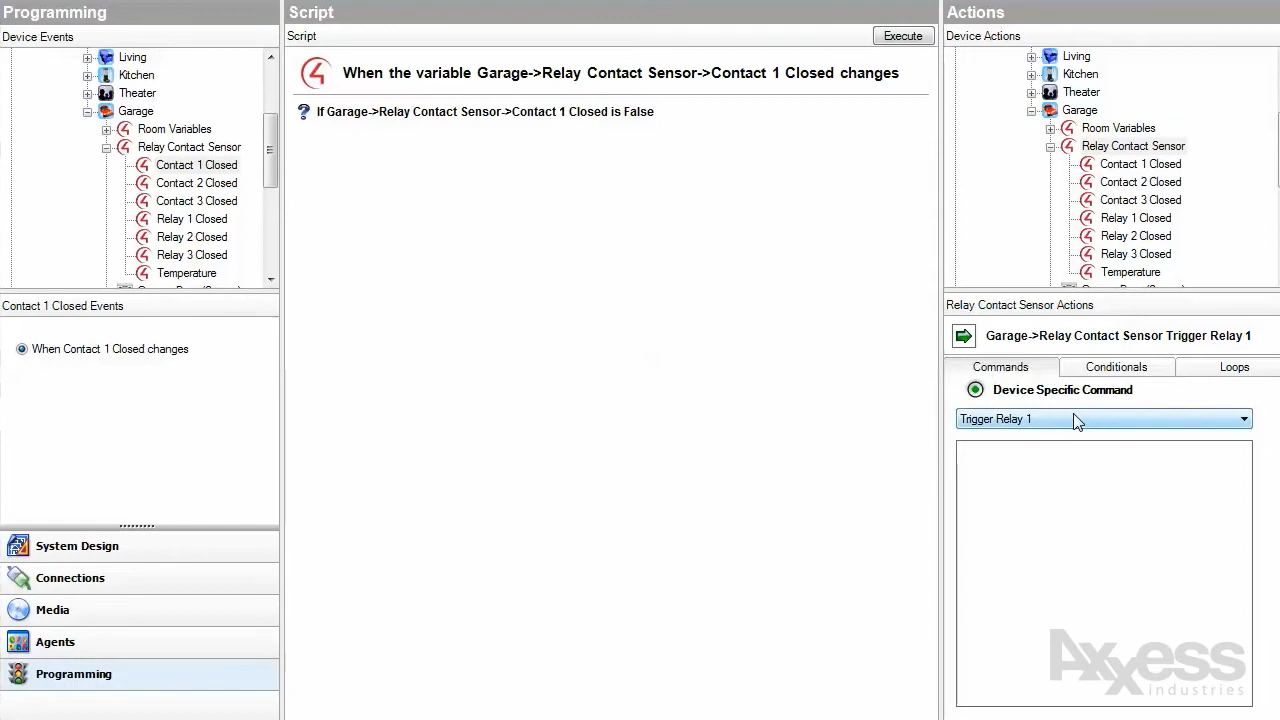 Programming
Device Events
Living
Kitchen
Theater
Garage
Room Variables
Relay Contact Sensor
Contact 1 Closed
Contact 2 Closed
Contact 3 Closed
Relay 1 Closed
Relay 2 Closed
Relay 3 Closed
Temperature
Contact 1 Closed Events
When Contact 1 Closed changes
System Design
Connections
Media
Agents
Programming
Script
Script
Execute
When the variable Garage->Relay Contact Sensor->Contact 1 Closed changes
If Garage->Relay Contact Sensor->Contact 1 Closed is False
Actions
Device Actions
Living
Kitchen
Theater
Garage
Room Variables
Relay Contact Sensor
Contact 1 Closed
Contact 2 Closed
Contact 3 Closed
Relay 1 Closed
Relay 2 Closed
Relay 3 Closed
Temperature
Relay Contact Sensor Actions
Garage->Relay Contact Sensor Trigger Relay 1
Commands
Conditionals
Loops
Device Specific Command
Trigger Relay 1
Axxess
industries